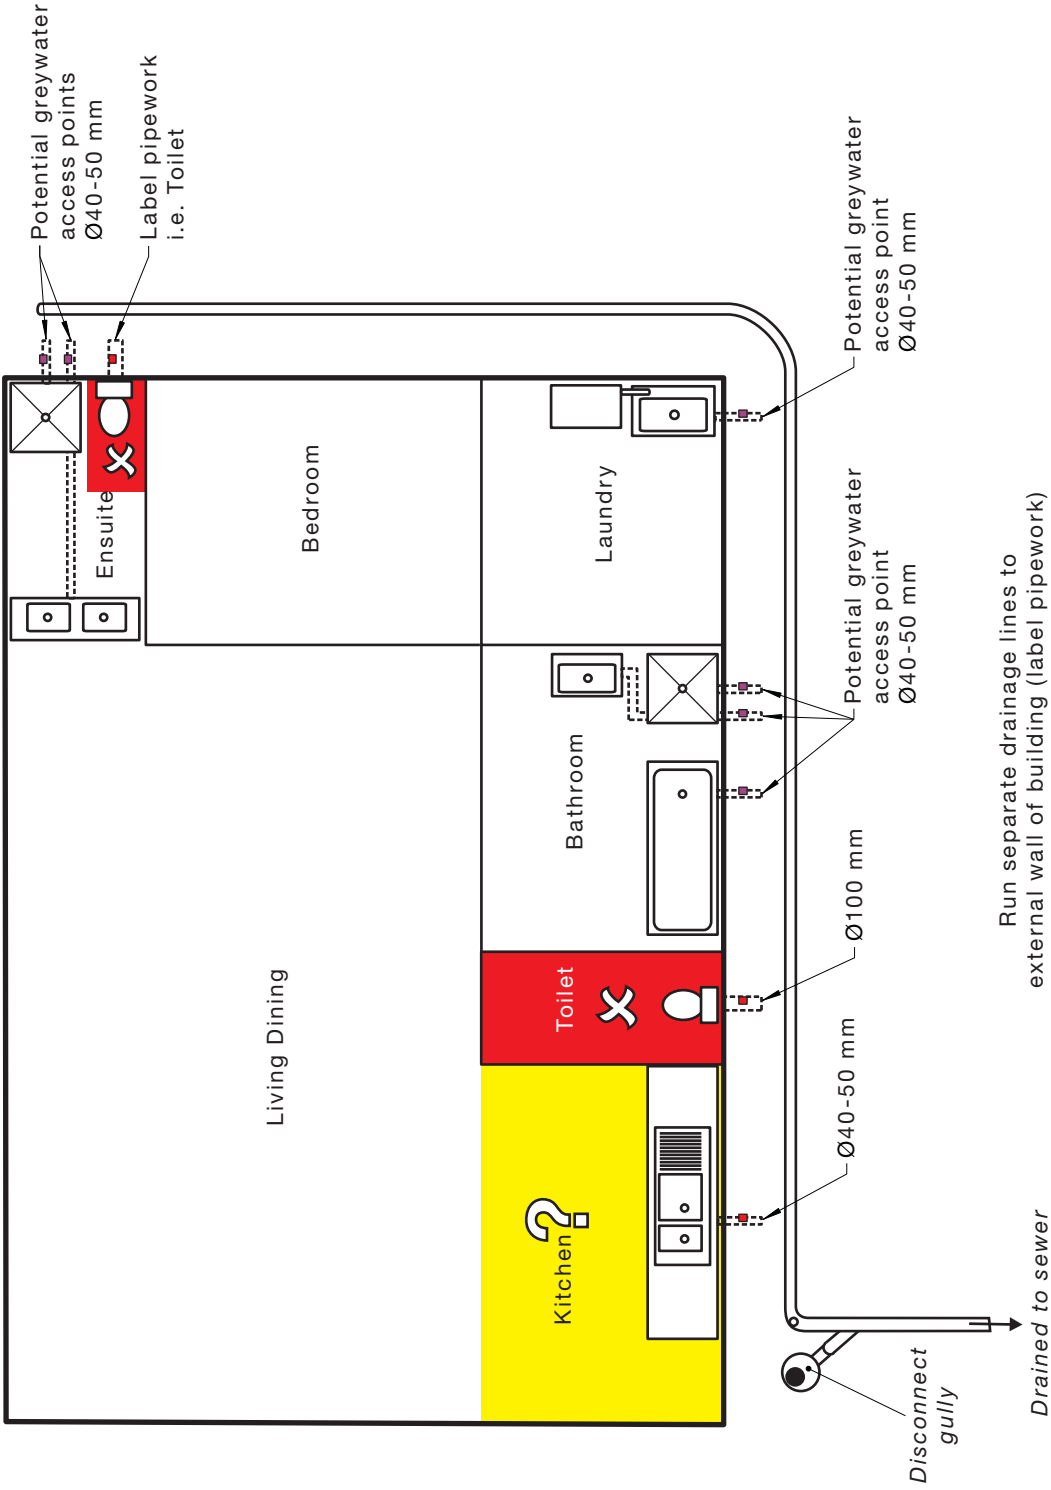 Potential greywater
access points
Ø40-50 mm
Label pipework
i.e. Toilet
Ensuite
Bedroom
Laundry
Potential greywater
access point
Ø40-50 mm
Living Dining
Bathroom
Potential greywater
access point
Ø40-50 mm
Toilet
Ø100 mm
Kitchen ?
Ø40-50 mm
Disconnect
gully
Run separate drainage lines to
external wall of building (label pipework)
Drained to sewer